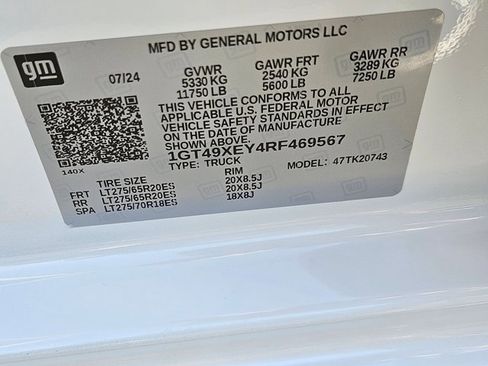 MFD BY GENERAL MOTORS LLC
gm
07/24 GVWR GAWR FRT GAWR RR
5330 KG 2540 KG 3289 KG
11750 LB 5600 LB 7250 LB
THIS VEHICLE CONFORMS TO ALL
APPLICABLE U.S. FEDERAL MOTOR
VEHICLE SAFETY STANDARDS IN EFFECT
ON THE DATE OF MANUFACTURE SHOWN ABOVE.
1GT49XEY4RF469567
140X TYPE: TRUCK MODEL: 47TK20743
TIRE SIZE RIM
FRT LT275/65R20ES 20X8.5J
RR LT275/65R20ES 20X8.5J
SPA LT275/70R18ES 18X8J